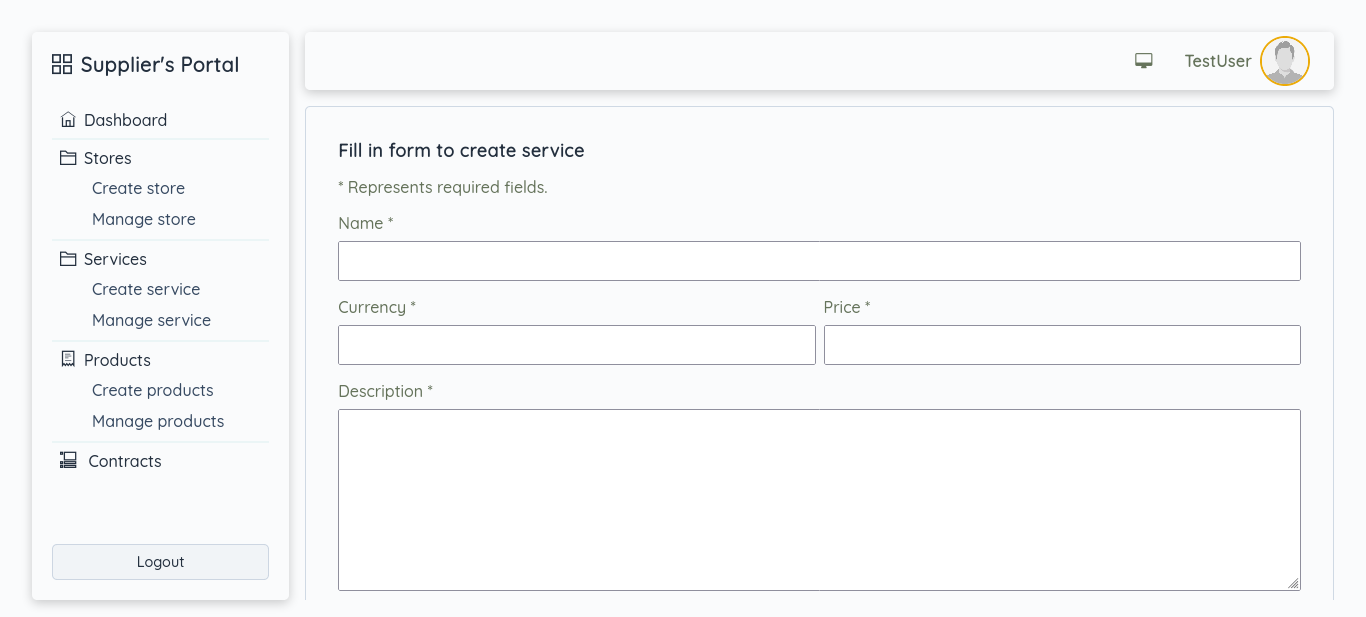 Supplier's Portal
Dashboard
Stores
Create store
Manage store
Services
Create service
Manage service
Products
Create products
Manage products
Contracts
Logout
TestUser
Fill in form to create service
* Represents required fields.
Name *
Currency *
Price *
Description *